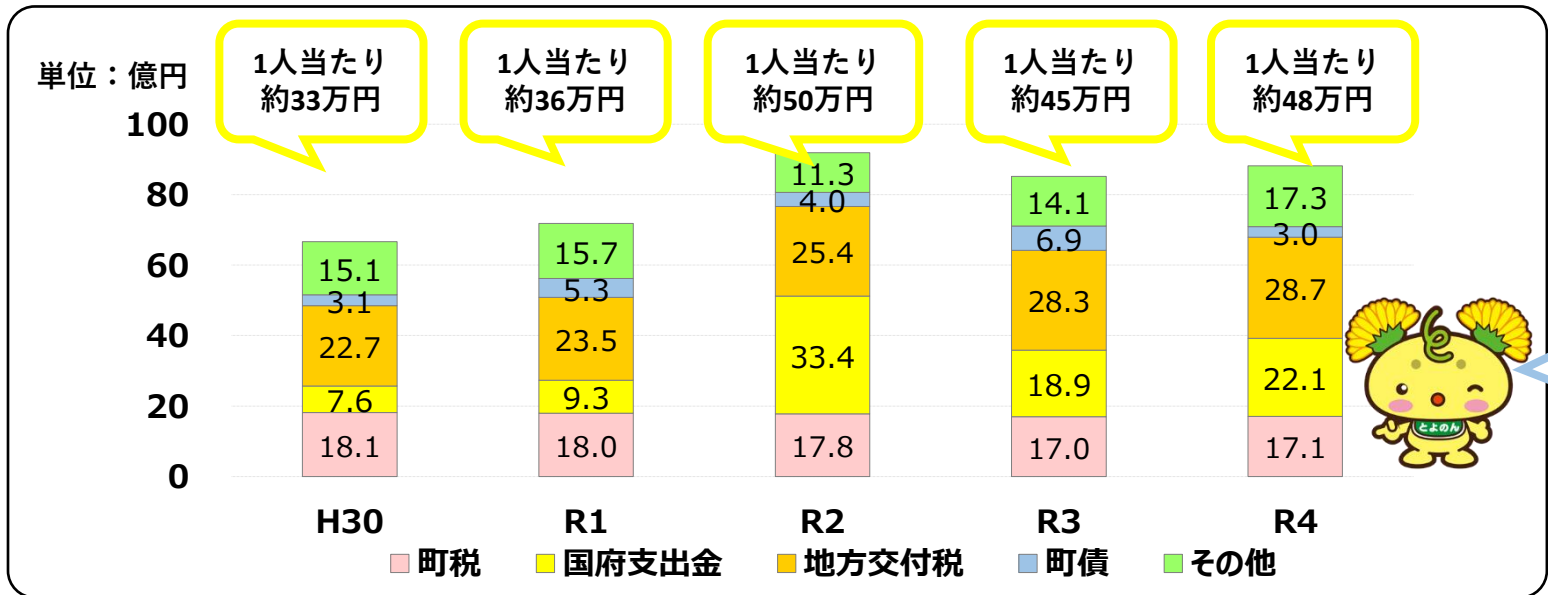 単位：億円
1人当たり
約33万円
1人当たり
約36万円
1人当たり
約50万円
1人当たり
約45万円
1人当たり
約48万円
100
80
60
40
20
0
15.1
3.1
22.7
7.6
18.1
15.7
5.3
23.5
9.3
18.0
11.3
4.0
25.4
33.4
17.8
14.1
6.9
28.3
18.9
17.0
17.3
3.0
28.7
22.1
17.1
とよのん
H30 R1 R2 R3 R4
町税 国府支出金 地方交付税 町債 その他